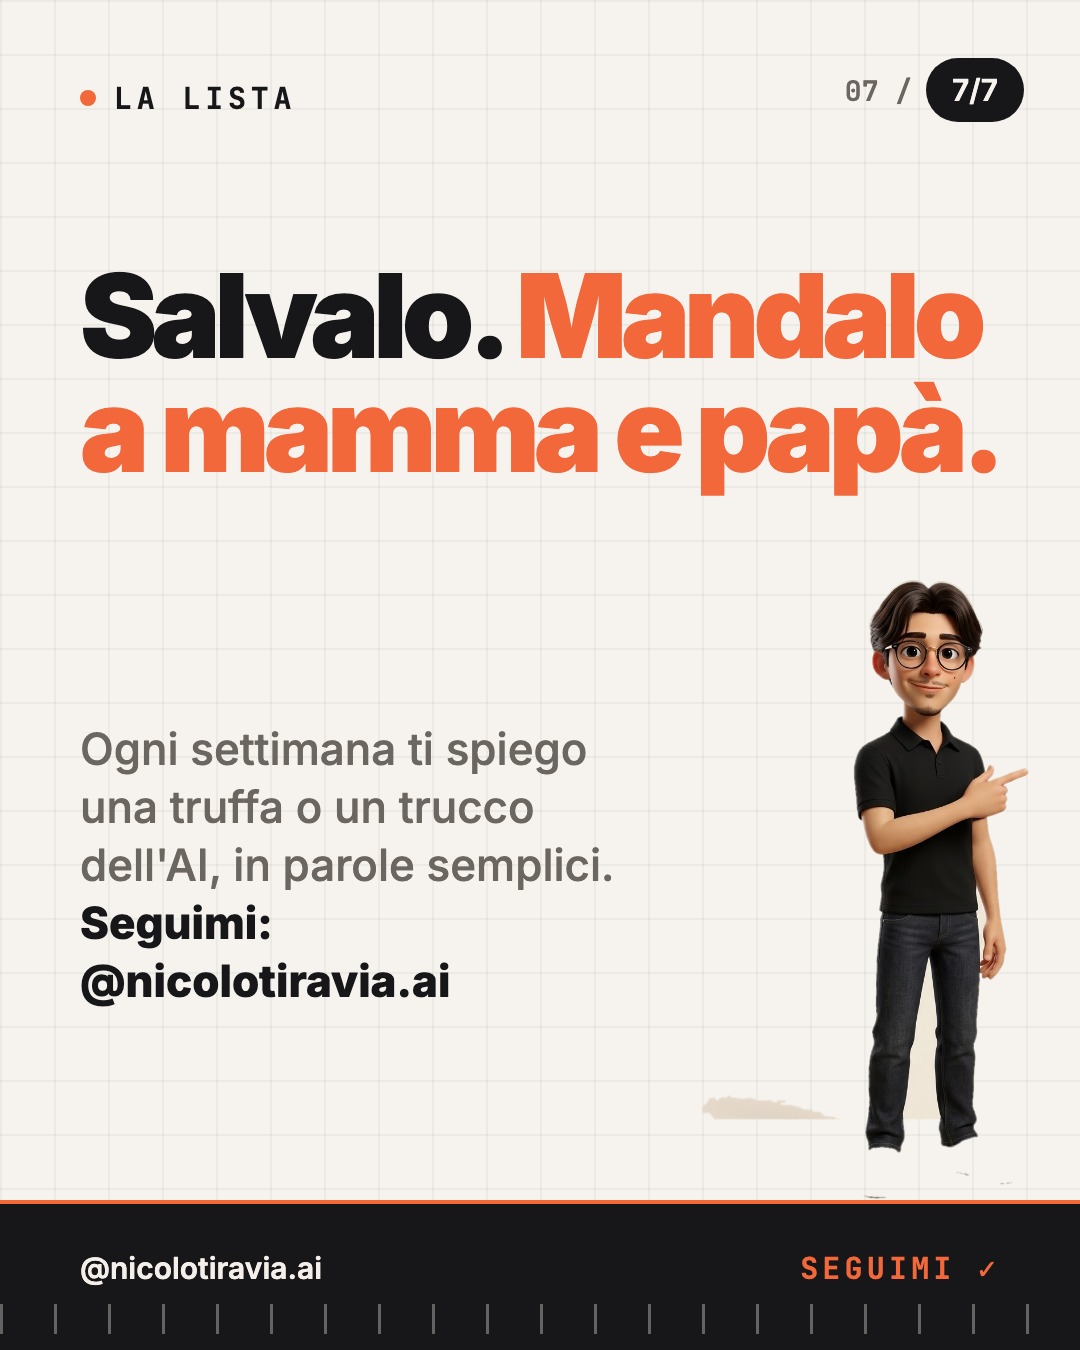 LA LISTA
07 / 7/7
Salvalo. Mandalo
a mamma e papà.
Ogni settimana ti spiego
una truffa o un trucco
dell'AI, in parole semplici.
Seguimi:
@nicolotiravia.ai
@nicolotiravia.ai
SEGUIMI ✓